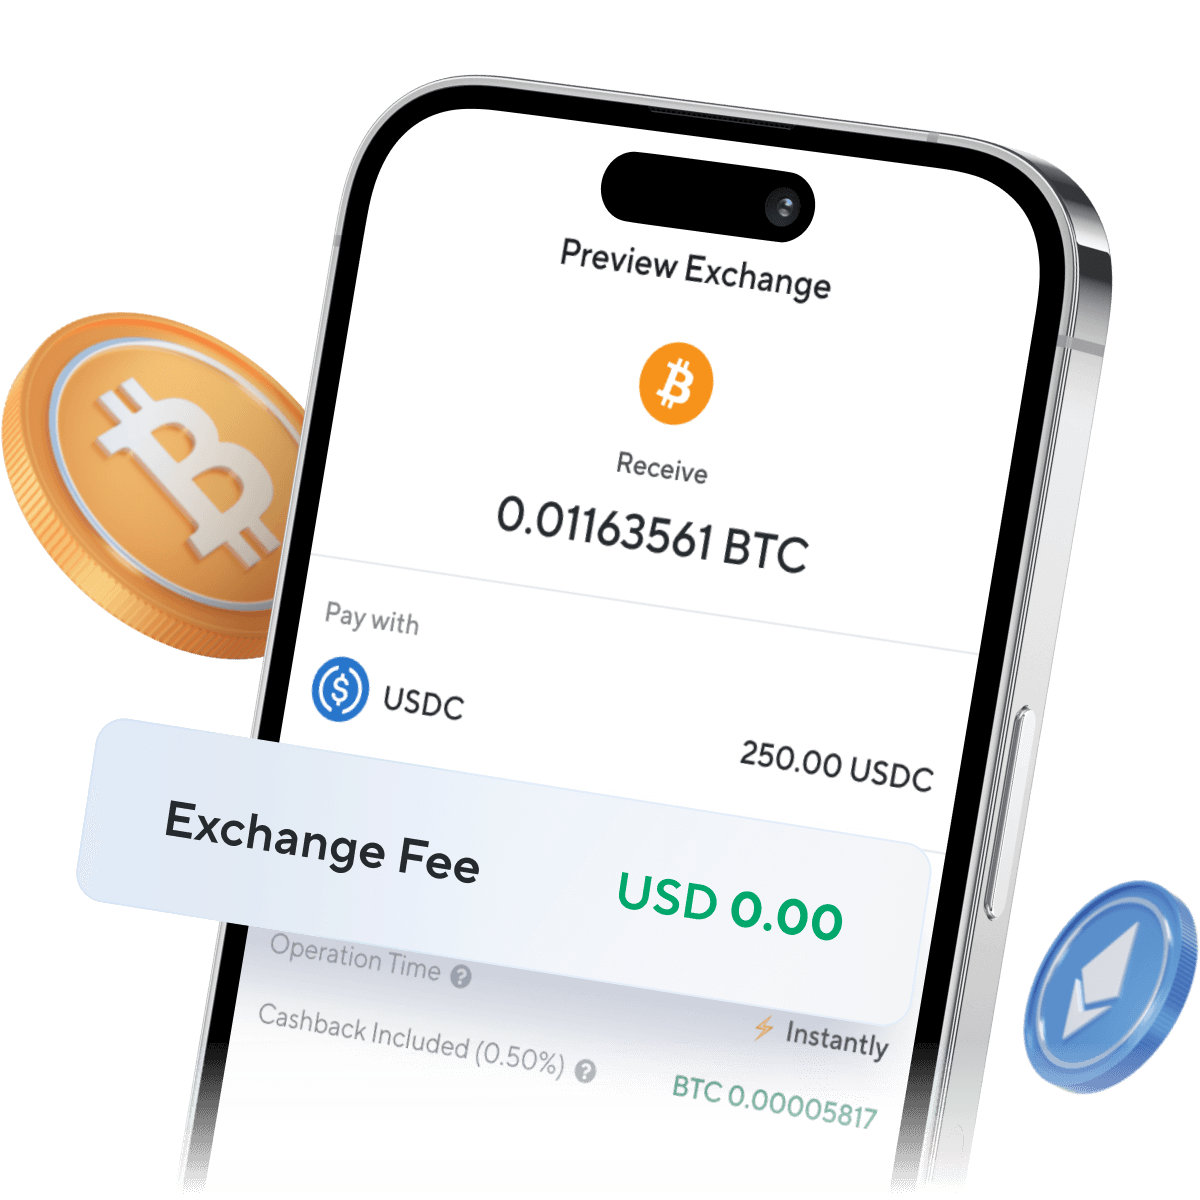 Preview Exchange
Receive
0.01163561 BTC
Pay with
USDC
250.00 USDC
Exchange Fee
USD 0.00
Operation Time
Instantly
Cashback Included (0.50%)
BTC 0.00005817